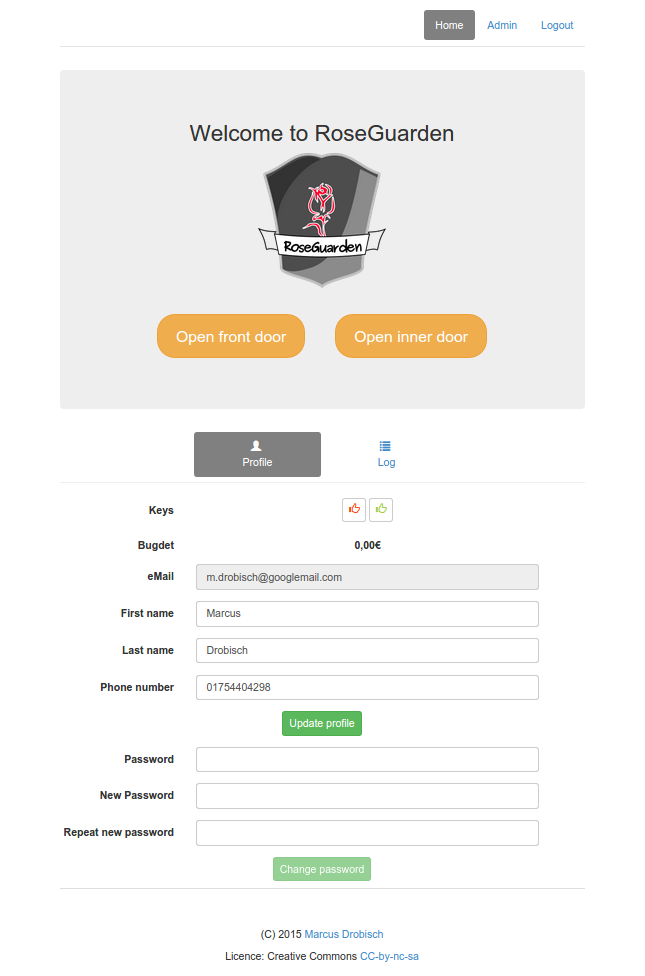 Home Admin Logout
Welcome to RoseGuarden
RoseGuarden
Open front door Open inner door
Profile Log
Keys
Bugdet 0,00€
eMail m.drobisch@googlemail.com
First name Marcus
Last name Drobisch
Phone number 01754404298
Update profile
Password
New Password
Repeat new password
Change password
(C) 2015 Marcus Drobisch
Licence: Creative Commons CC-by-nc-sa